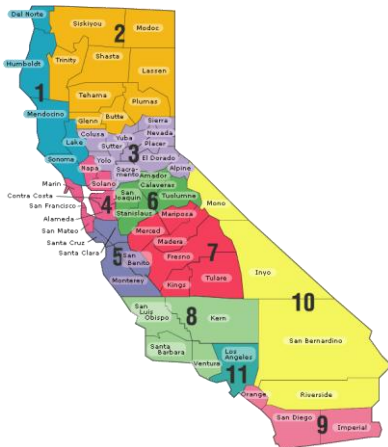 Del Norte
Siskiyou
Modoc
2
Humboldt
Trinity
Shasta
Lassen
1
Tehama
Plumas
Mendocino
Glenn
Butte
Sierra
Colusa
Yuba
Nevada
Lake
Sutter
Placer
3
El Dorado
Sonoma
Yolo
Napa
Sacra-
mento
Alpine
Amador
Marin
Solano
Calaveras
Contra Costa
4
San
Joaquin
6
Tuolumne
Mono
San Francisco
Alameda
Stanislaus
Mariposa
San Mateo
Merced
Santa Cruz
7
Madera
Santa Clara
5
San
Benito
Fresno
Inyo
Monterey
Kings
Tulare
10
San
Luis
Obispo
8
Kern
San Bernardino
Santa
Barbara
Ventura
Los
Angeles
11
Orange
Riverside
San Diego
9
Imperial